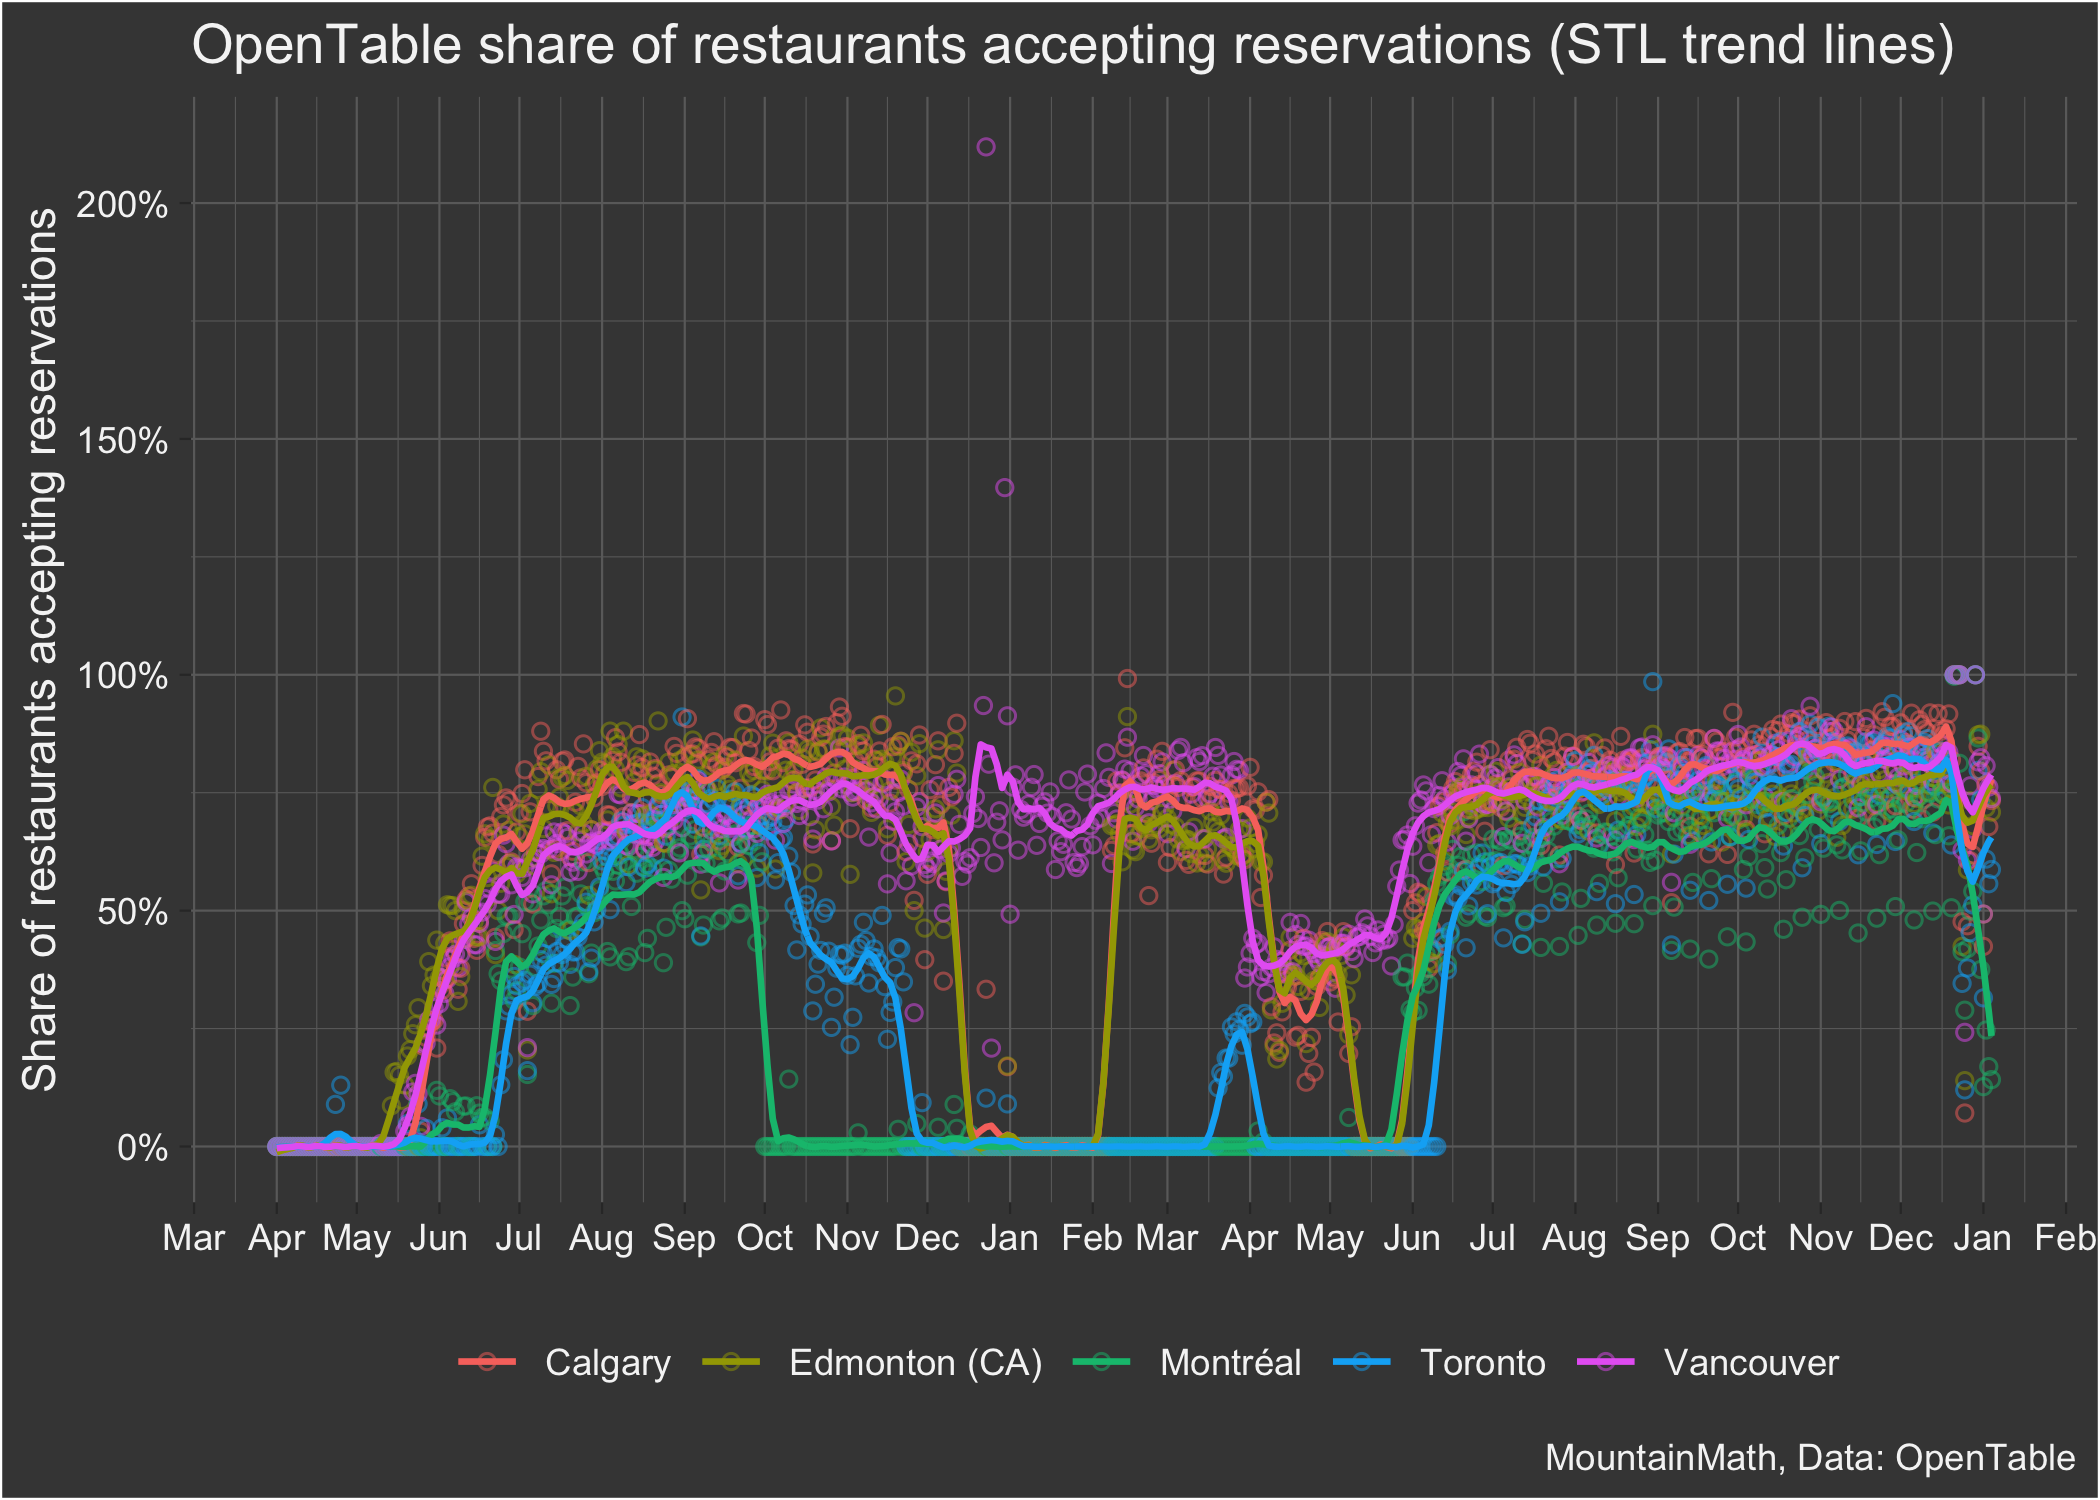 OpenTable share of restaurants accepting reservations (STL trend lines)
Share of restaurants accepting reservations
200%
150%
100%
50%
0%
Mar Apr May Jun Jul Aug Sep Oct Nov Dec Jan Feb Mar Apr May Jun Jul Aug Sep Oct Nov Dec Jan Feb
Calgary Edmonton (CA) Montréal Toronto Vancouver
MountainMath, Data: OpenTable